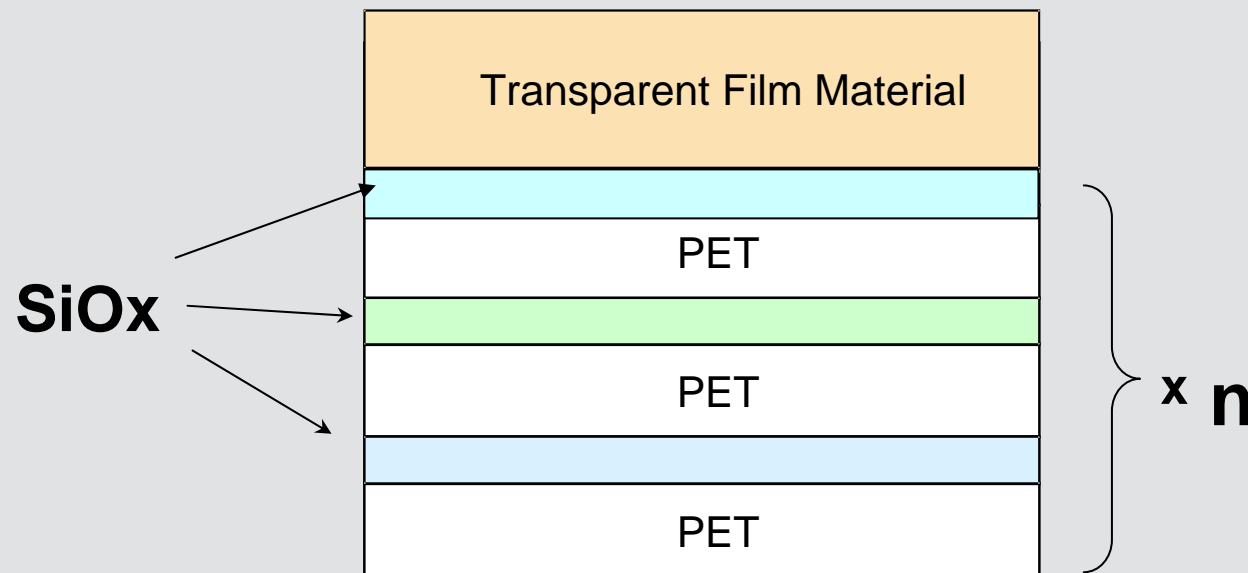 Transparent Film Material
PET
SiOx
PET
x n
PET